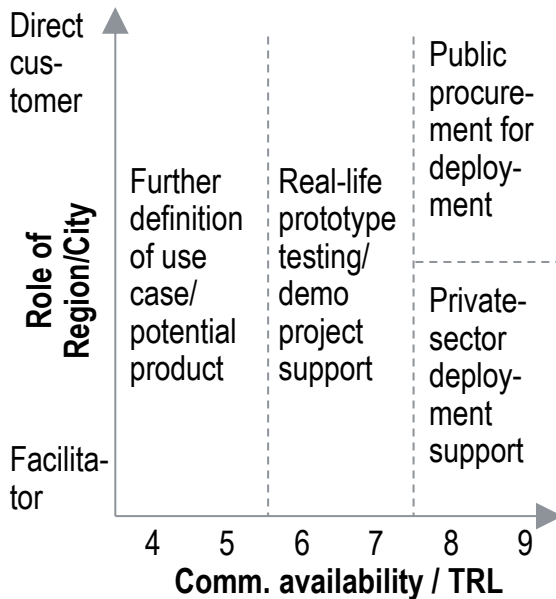 Direct
cus-
tomer
Role of
Region/City
Facilita-
tor
Further
definition
of use
case/
potential
product
Real-life
prototype
testing/
demo
project
support
Public
procure-
ment for
deploy-
ment
Private-
sector
deploy-
ment
support
4 5 6 7 8 9
Comm. availability / TRL